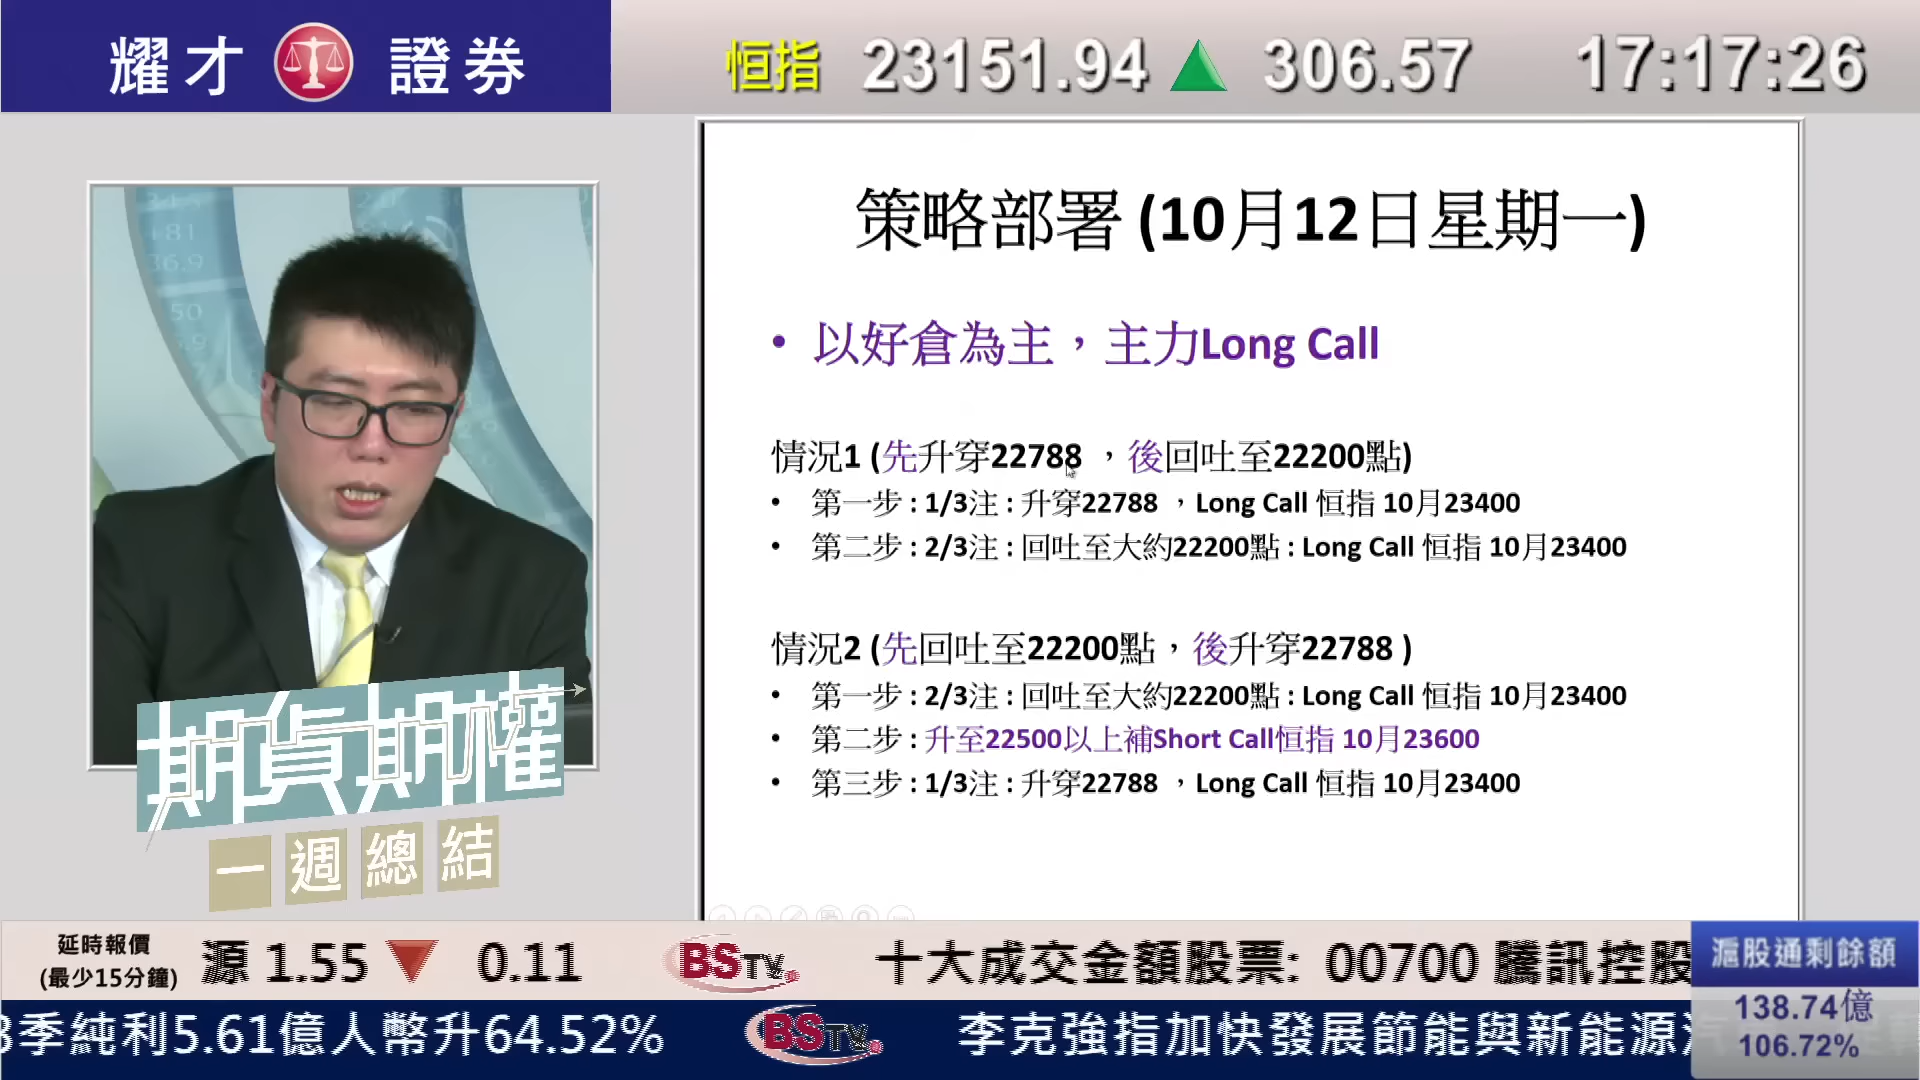 耀才 證券
恒指 23151.94 ▲ 306.57 17:17:26
策略部署 (10月12日星期一)
• 以好倉為主，主力Long Call
情況1 (先升穿22788 ，後回吐至22200點)
• 第一步 : 1/3注 : 升穿22788 ，Long Call 恒指 10月23400
• 第二步 : 2/3注 : 回吐至大約22200點 : Long Call 恒指 10月23400
情況2 (先回吐至22200點，後升穿22788 )
• 第一步 : 2/3注 : 回吐至大約22200點 : Long Call 恒指 10月23400
• 第二步 : 升至22500以上補Short Call恒指 10月23600
• 第三步 : 1/3注 : 升穿22788 ，Long Call 恒指 10月23400
期貨期權
一週總結
延時報價
(最少15分鐘)
源 1.55 ▼ 0.11 BSTV 十大成交金額股票: 00700 騰訊控股
滬股通剩餘額
138.74億
106.72%
3季純利5.61億人幣升64.52% BSTV 李克強指加快發展節能與新能源